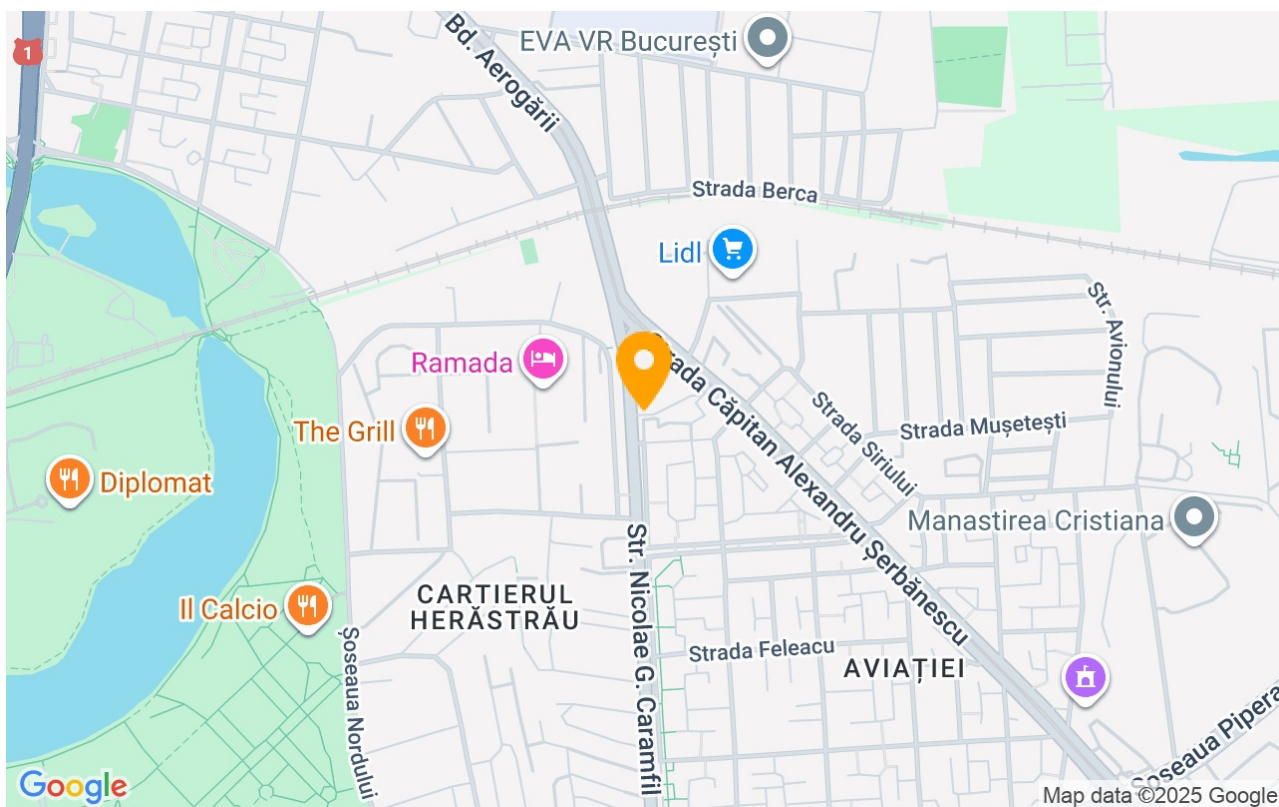 1
Bd. Aerogării
EVA VR București
Strada Berca
Lidl
Str. Avionului
Ramada
Strada Căpitan Alexandru Șerbănescu
The Grill
Strada Siriului
Strada Mușetești
Diplomat
Manastirea Cristiana
Str. Nicolae G. Caramfil
CARTIERUL
HERĂSTRĂU
Il Calcio
Șoseaua Nordului
Strada Feleacu
AVIAȚIEI
Șoseaua Pipera
Google
Map data ©2025 Google